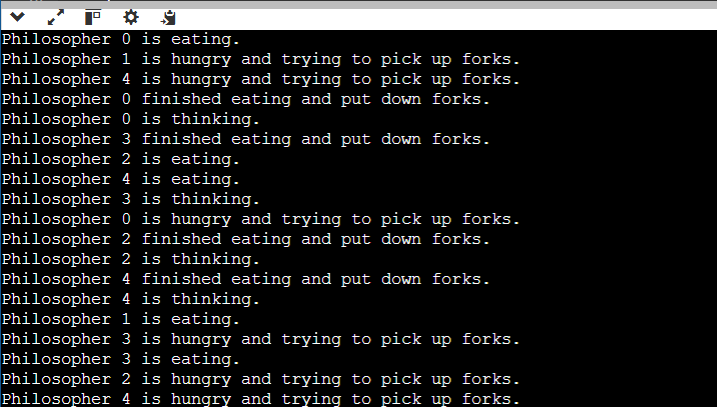 Philosopher 0 is eating.
Philosopher 1 is hungry and trying to pick up forks.
Philosopher 4 is hungry and trying to pick up forks.
Philosopher 0 finished eating and put down forks.
Philosopher 0 is thinking.
Philosopher 3 finished eating and put down forks.
Philosopher 2 is eating.
Philosopher 4 is eating.
Philosopher 3 is thinking.
Philosopher 0 is hungry and trying to pick up forks.
Philosopher 2 finished eating and put down forks.
Philosopher 2 is thinking.
Philosopher 4 finished eating and put down forks.
Philosopher 4 is thinking.
Philosopher 1 is eating.
Philosopher 3 is hungry and trying to pick up forks.
Philosopher 3 is eating.
Philosopher 2 is hungry and trying to pick up forks.
Philosopher 4 is hungry and trying to pick up forks.